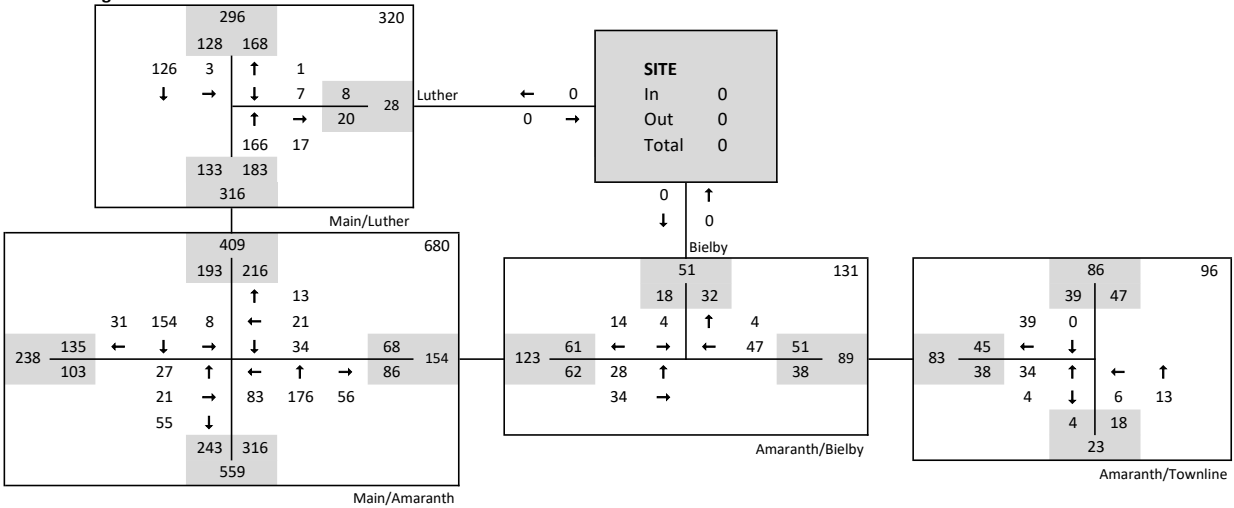 296 320
128 168
126 3 ↑ 1
↓ → ↓ 7 8 28 Luther ← 0
↑ → 20 0 →
166 17
133 183
316
Main/Luther
SITE
In 0
Out 0
Total 0
0 ↑
↓ 0
Bielby
409 680
193 216
↑ 13
31 154 8 ← 21
238 135 ← ↓ → ↓ 34 68 154
103 27 ↑ ← ↑ → 86
21 → 83 176 56
55 ↓
243 316
559
Main/Amaranth
51 131
18 32
14 4 ↑ 4
123 61 ← → ← 47 51 89
62 28 ↑ 38
34 →
Amaranth/Bielby
86 96
39 47
39 0
83 45 ← ↓
38 34 ↑ ← ↑
4 ↓ 6 13
4 18
23
Amaranth/Townline